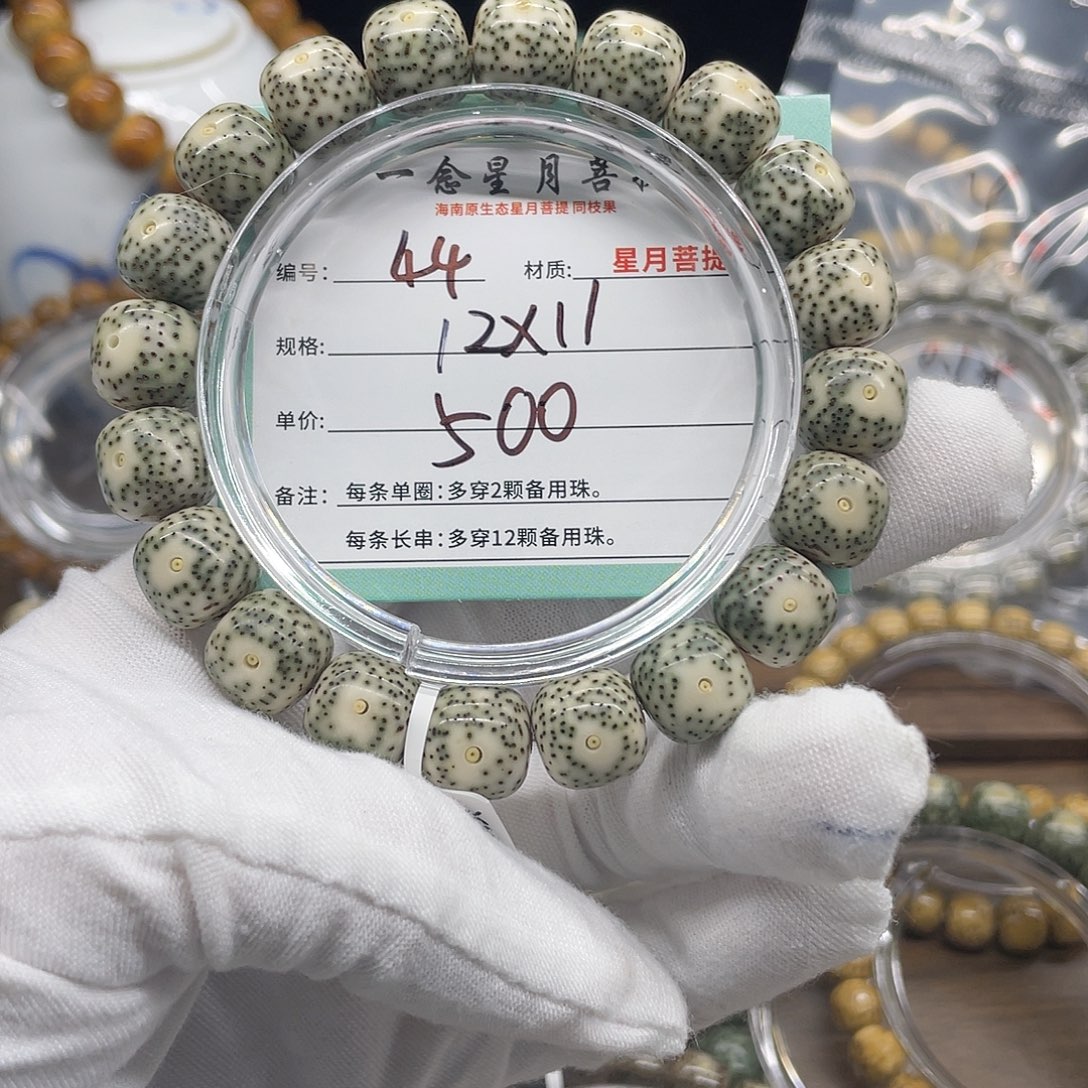 一念星月菩
海南原生态星月菩提 同枝果
编号: 44 材质: 星月菩提
规格: 12X11
单价: 500
备注: 每条单圈:多穿2颗备用珠。
每条长串:多穿12颗备用珠。